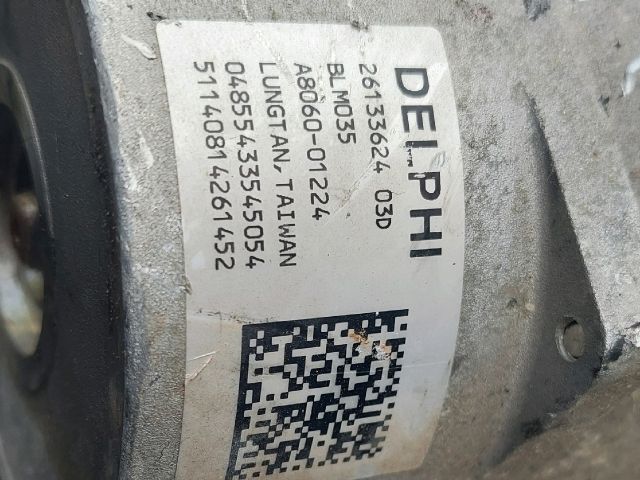 DELPHI
26133624 03D
BLM035
A8060-01224
LUNGTAN, TAIWAN
04855433545054
51140814261452